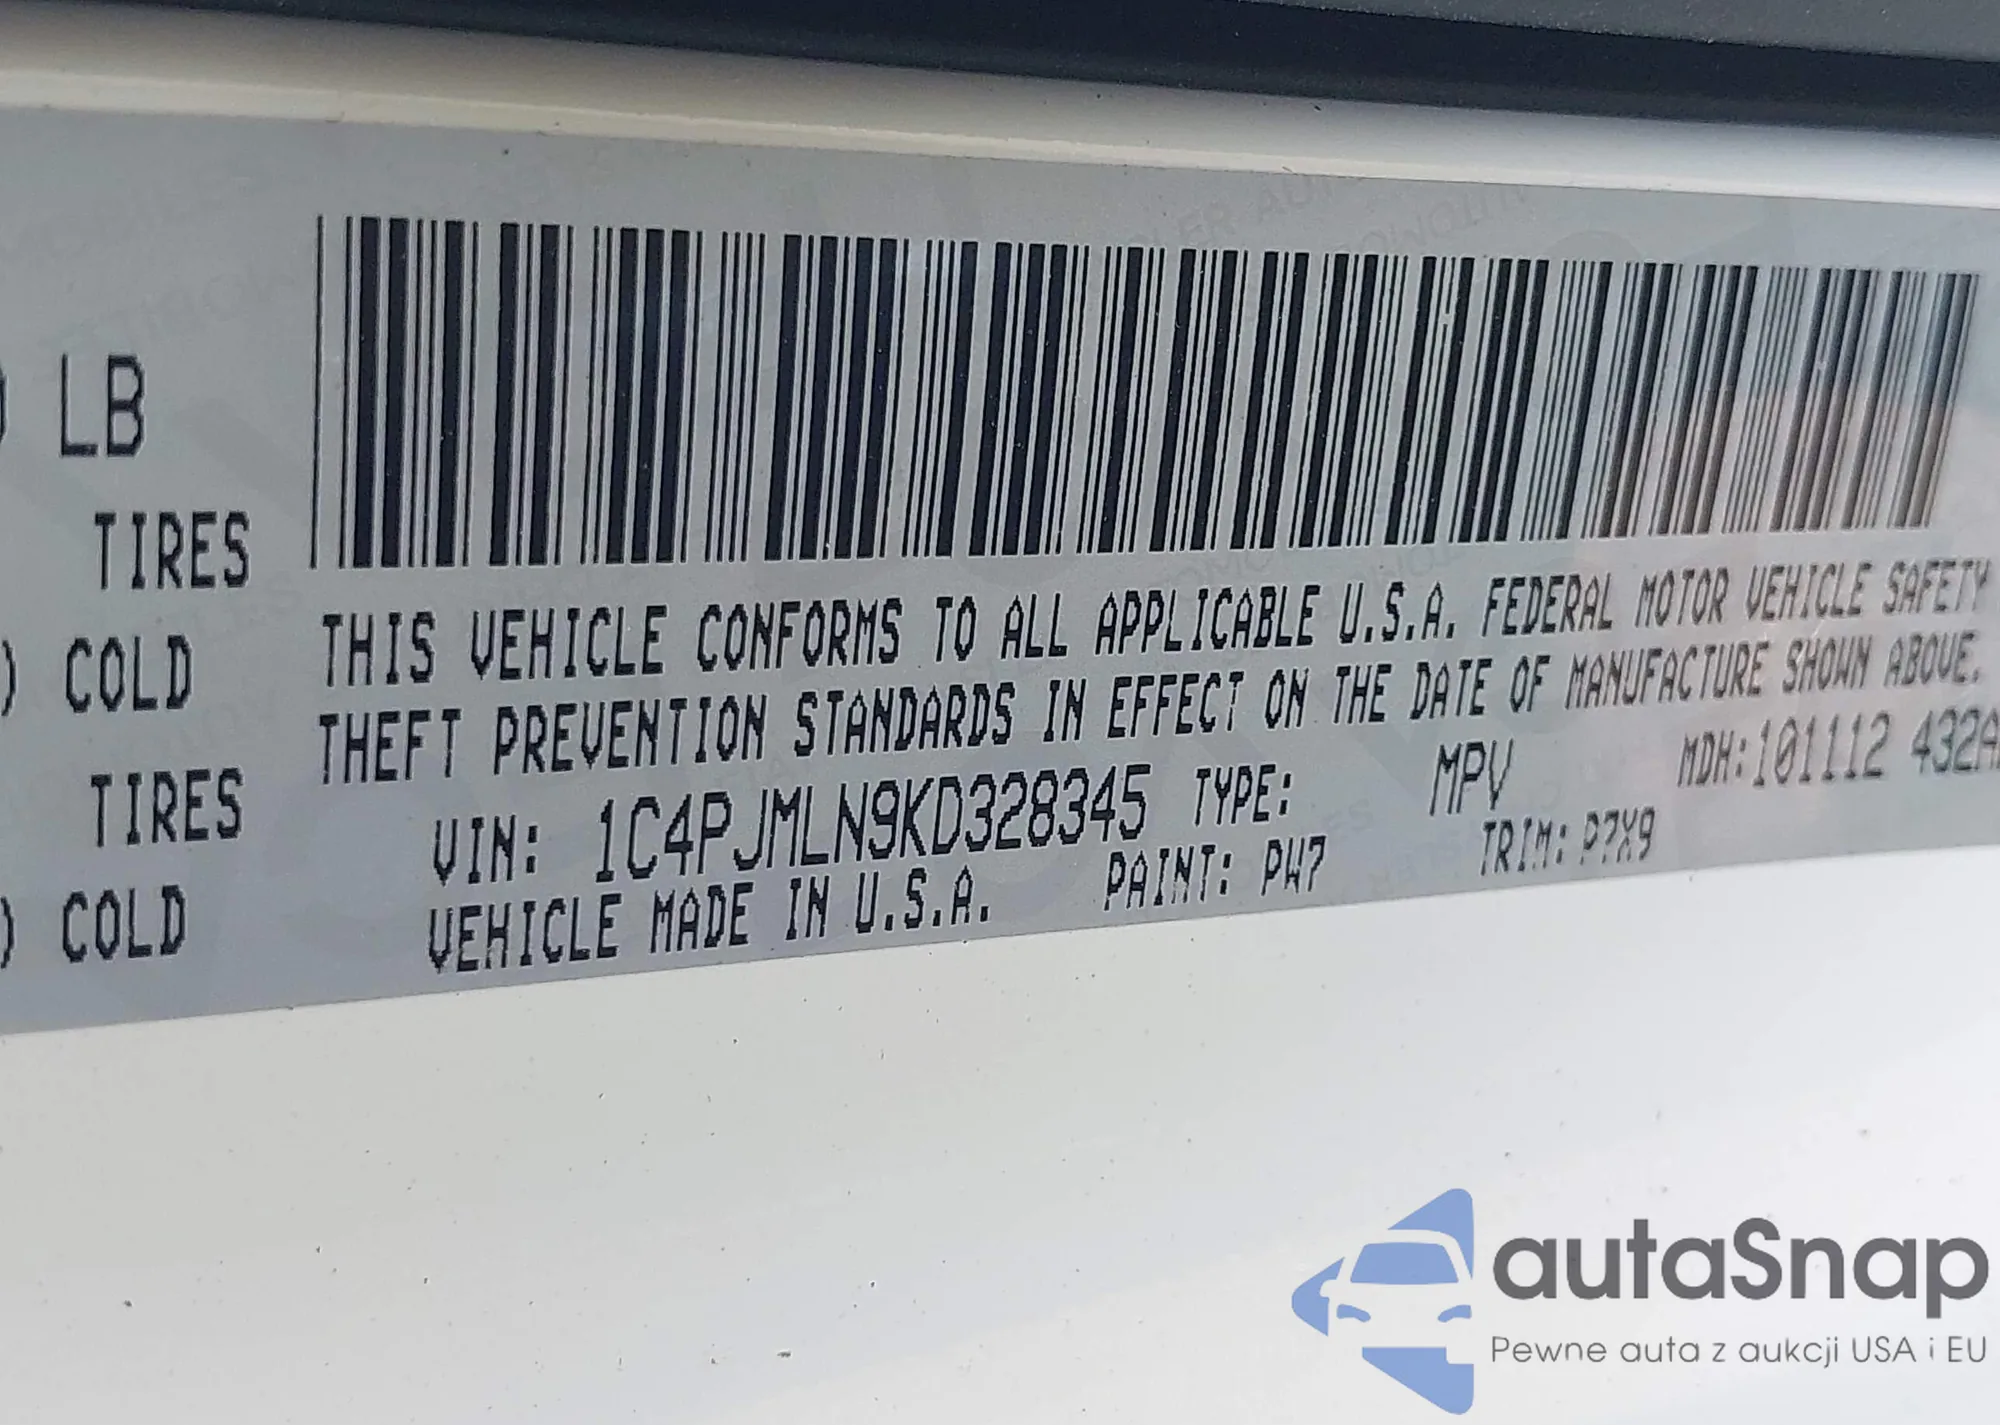 LB
TIRES
) COLD
TIRES
) COLD
THIS VEHICLE CONFORMS TO ALL APPLICABLE U.S.A. FEDERAL MOTOR VEHICLE SAFETY
THEFT PREVENTION STANDARDS IN EFFECT ON THE DATE OF MANUFACTURE SHOWN ABOVE.
VIN: 1C4PJMLN9KD328345 TYPE: MPV MDH:101112 432A
VEHICLE MADE IN U.S.A. PAINT: PW7 TRIM: P7X9
autaSnap
Pewne auta z aukcji USA i EU